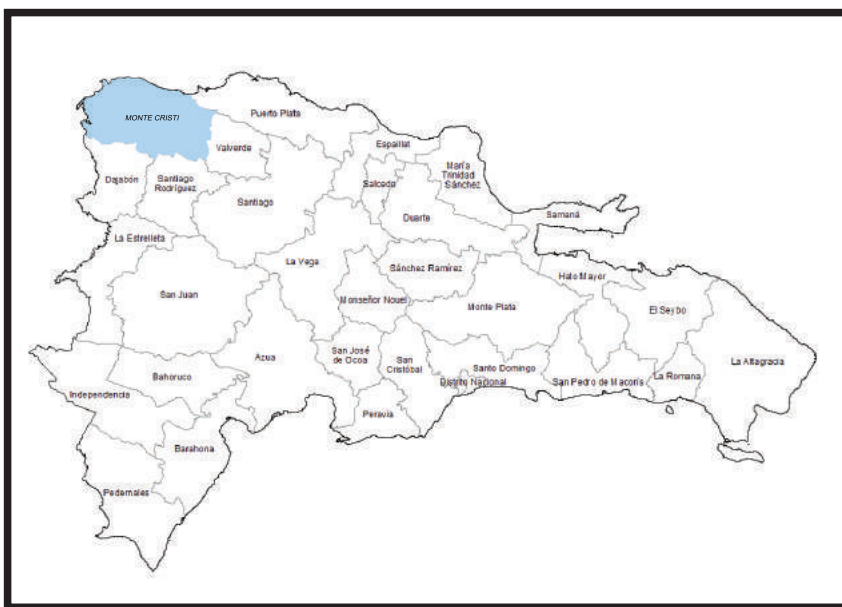 MONTE CRISTI
Puerto Plata
Valverde
Espaillat
María
Trinidad
Sánchez
Dajabón
Santiago
Rodríguez
Salcedo
Santiago
Duarte
Samaná
La Estrelleta
La Vega
Sánchez Ramírez
Hato Mayor
San Juan
Monseñor Nouel
Monte Plata
El Seybo
Azua
San José
de Ocoa
San
Cristóbal
Santo Domingo
La Altagracia
Bahoruco
Distrito Nacional
San Pedro de Macorís
La Romana
Independencia
Peravia
Barahona
Pedernales